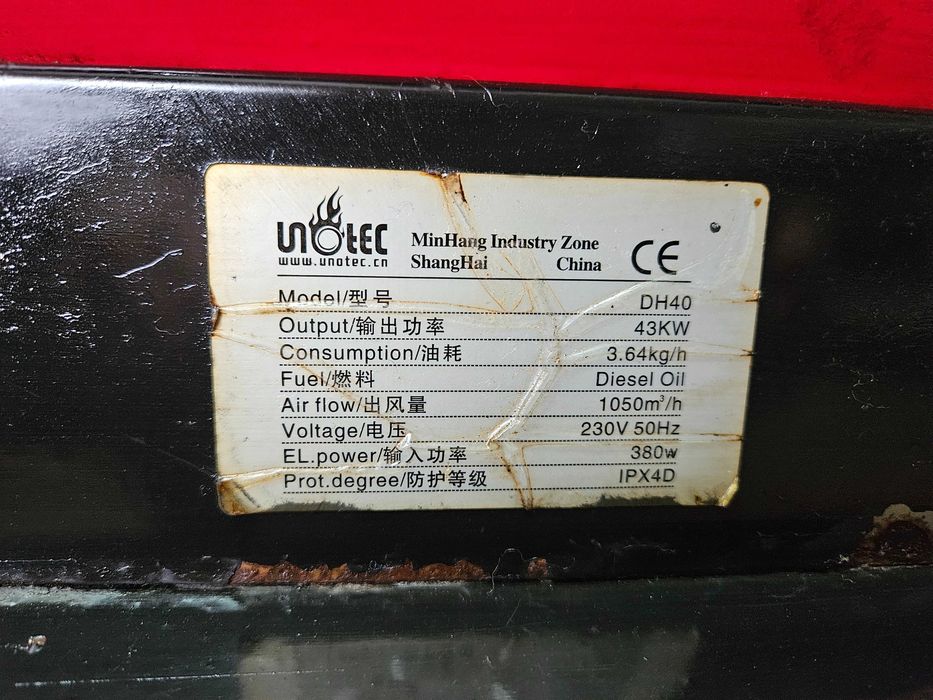 UNOTEC
www.unotec.cn
MinHang Industry Zone
ShangHai China
CE
Model/型号 DH40
Output/输出功率 43KW
Consumption/油耗 3.64kg/h
Fuel/燃料 Diesel Oil
Air flow/出风量 1050m³/h
Voltage/电压 230V 50Hz
EL.power/输入功率 380w
Prot.degree/防护等级 IPX4D